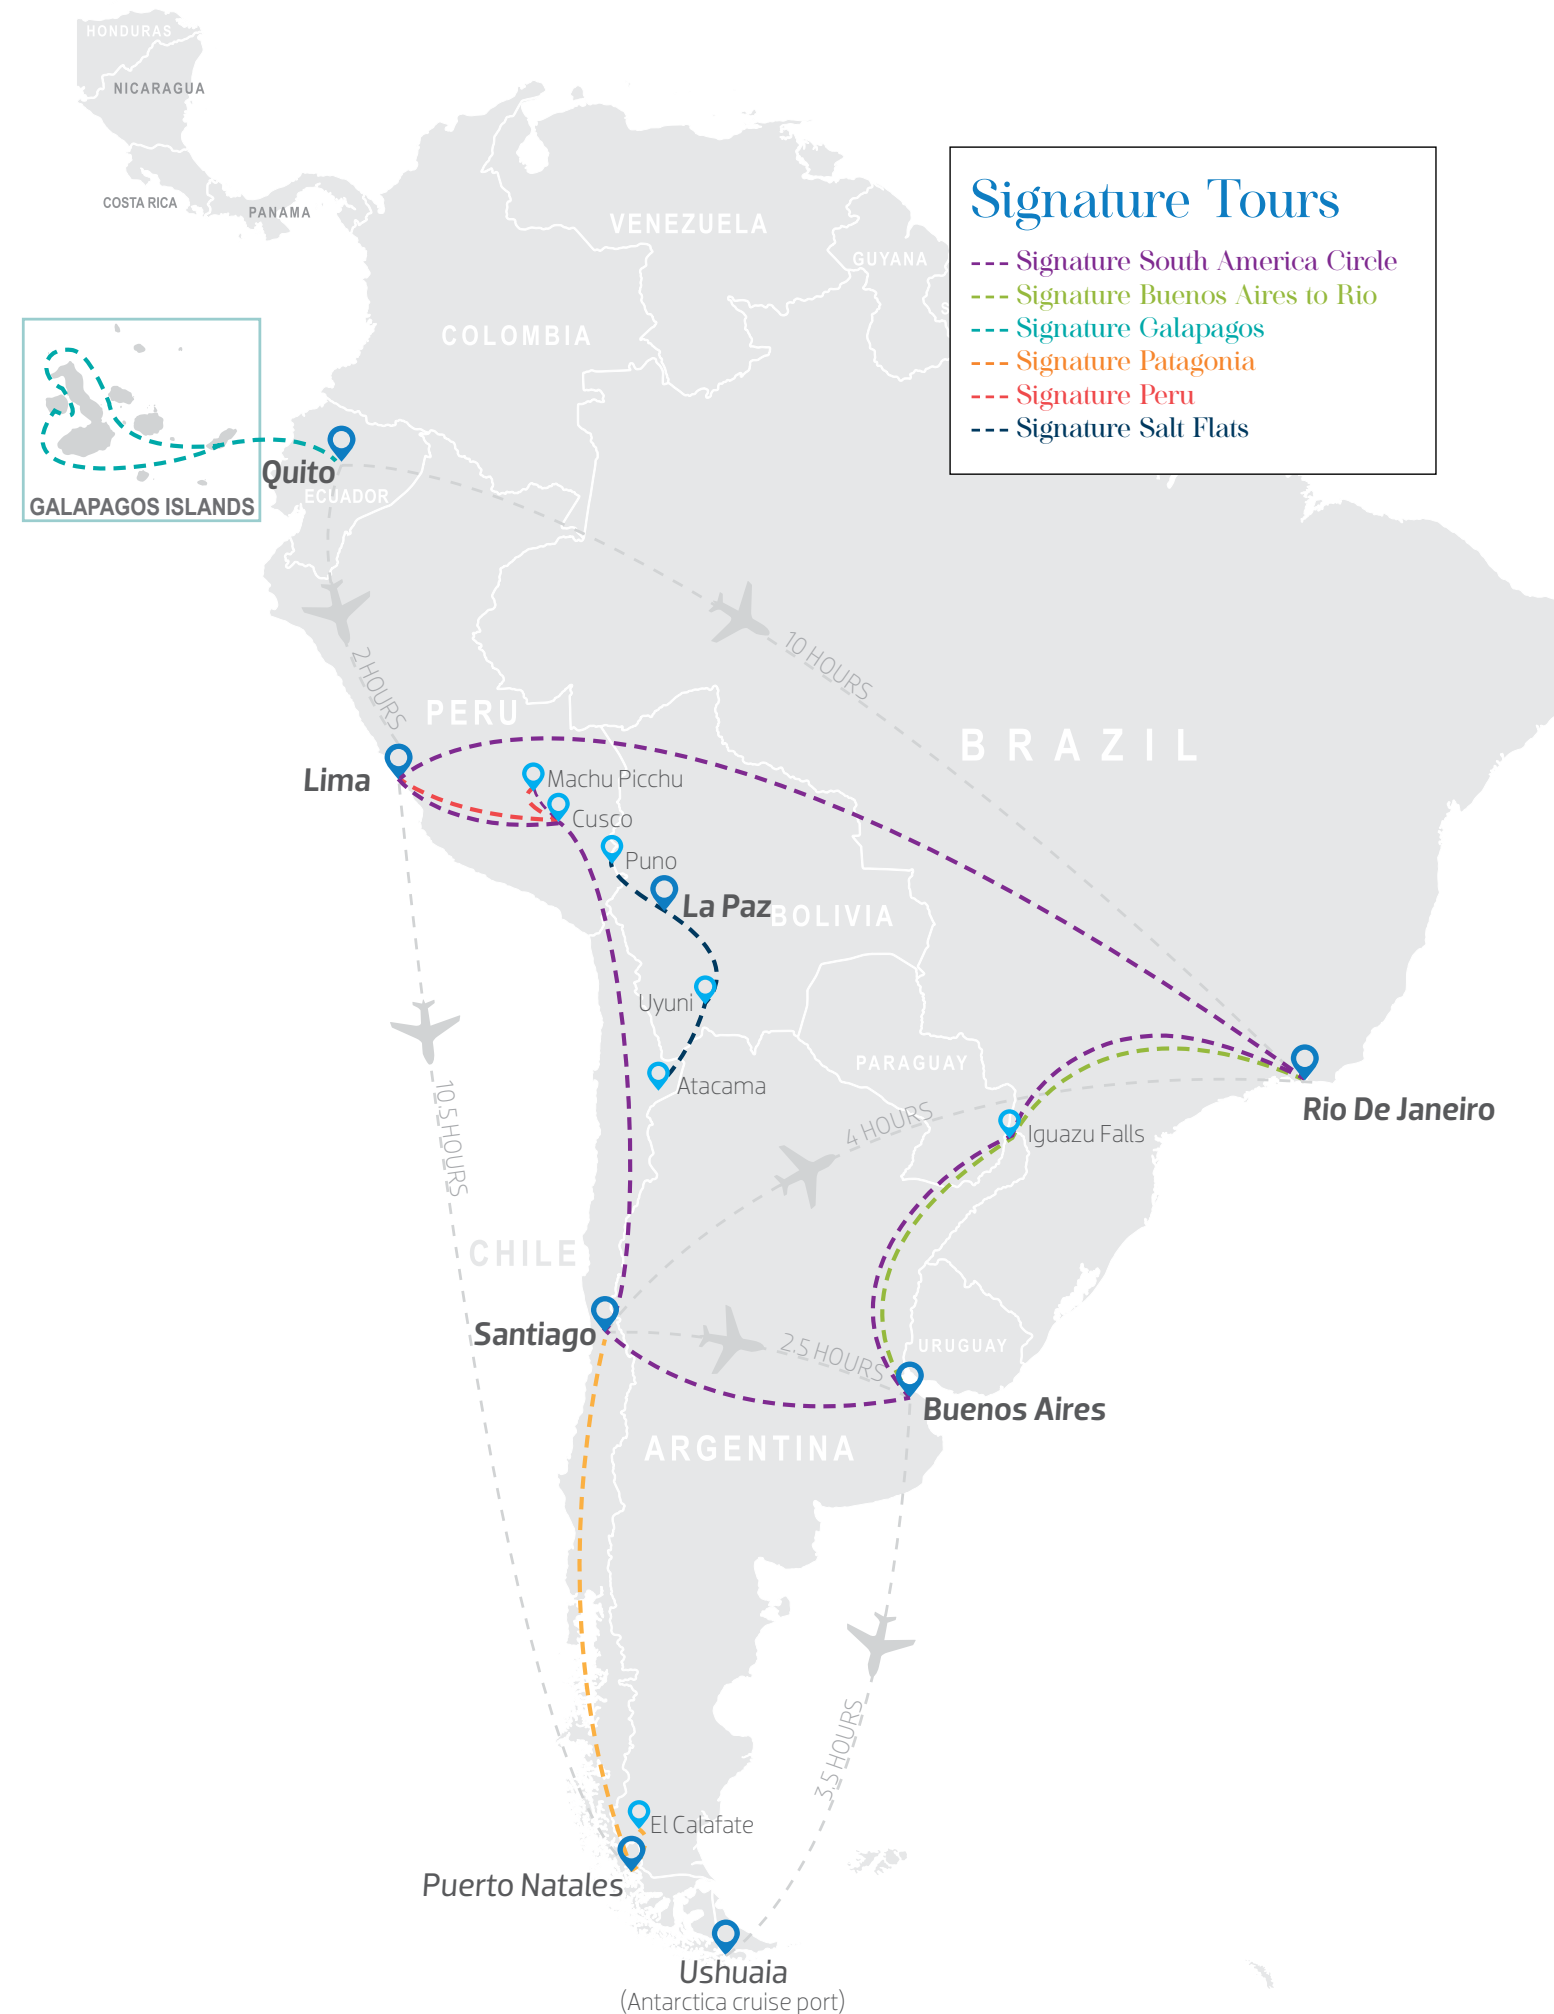 HONDURAS
NICARAGUA
COSTA RICA
PANAMA
VENEZUELA
GUYANA
S
COLOMBIA
Signature Tours
Signature South America Circle
Signature Buenos Aires to Rio
Signature Galapagos
Signature Patagonia
Signature Peru
Signature Salt Flats
Quito
ECUADOR
GALAPAGOS ISLANDS
2 HOURS
10 HOURS
PERU
BRAZIL
Lima
Machu Picchu
Cusco
Puno
La Paz
BOLIVIA
Uyuni
Atacama
PARAGUAY
4 HOURS
Rio De Janeiro
Iguazu Falls
10.5 HOURS
CHILE
Santiago
2.5 HOURS
URUGUAY
Buenos Aires
ARGENTINA
3.5 HOURS
El Calafate
Puerto Natales
Ushuaia
(Antarctica cruise port)